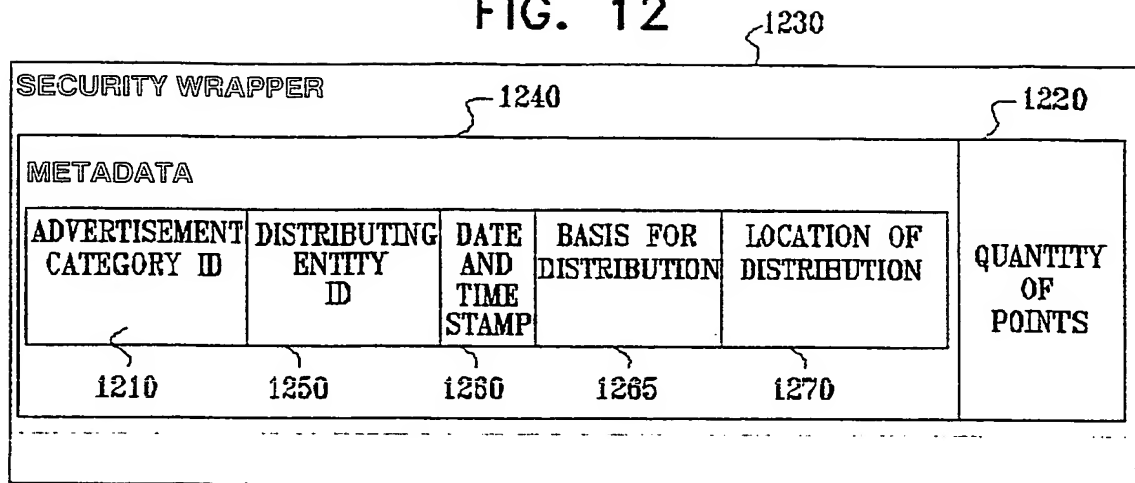 FIG. 12
1230
SECURITY WRAPPER
1240
1220
METADATA
ADVERTISEMENT
CATEGORY ID
DISTRIBUTING
ENTITY
ID
DATE
AND
TIME
STAMP
BASIS FOR
DISTRIBUTION
LOCATION OF
DISTRIBUTION
QUANTITY
OF
POINTS
1210
1250
1260
1265
1270